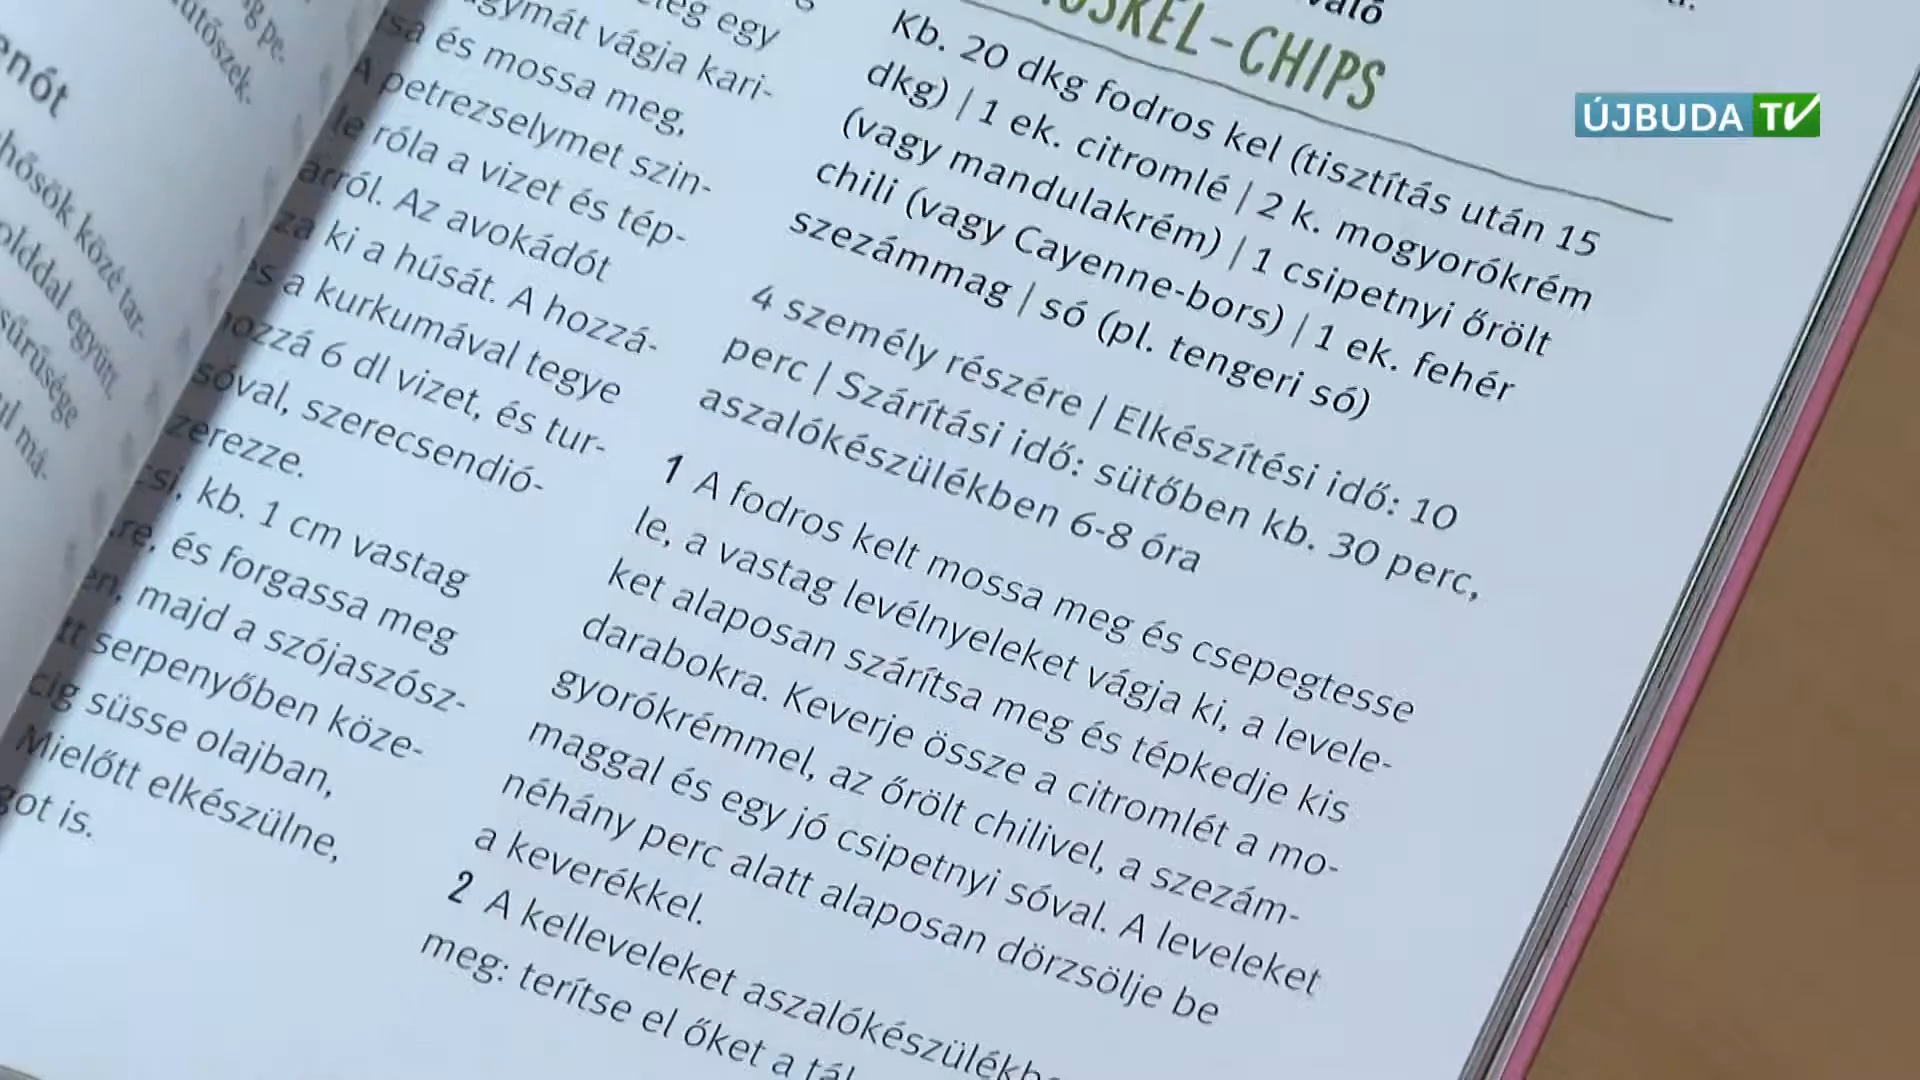 ÚJBUDA TV
enót
hősök közé tar-
olddal együtt,
sűrűsége
eleg egy
vágja kari-
és mossa meg,
A petrezselymet szin-
le róla a vizet és tép-
Az avokádót
ki a húsát. A hozzá-
és a kurkumával tegye
hozzá 6 dl vizet, és tur-
sóval, szerecsendió-
kb. 1 cm vastag
re, és forgassa meg
majd a szójaszósz-
serpenyőben köze-
süsse olajban,
Mielőtt elkészülne,
got is.
való
OSKEL-CHIPS
Kb. 20 dkg fodros kel (tisztítás után 15
dkg) | 1 ek. citromlé | 2 k. mogyorókrém
(vagy mandulakrém) | 1 csipetnyi őrölt
chili (vagy Cayenne-bors) | 1 ek. fehér
szezámmag | só (pl. tengeri só)
4 személy részére | Elkészítési idő: 10
perc | Szárítási idő: sütőben kb. 30 perc,
aszalókészülékben 6-8 óra
1 A fodros kelt mossa meg és csepegtesse
le, a vastag levélnyeleket vágja ki, a levele-
ket alaposan szárítsa meg és tépkedje kis
darabokra. Keverje össze a citromlét a mo-
gyorókrémmel, az őrölt chilivel, a szezám-
maggal és egy jó csipetnyi sóval. A leveleket
néhány perc alatt alaposan dörzsölje be
a keverékkel.
2 A kelleveleket aszalókészülékb
meg: terítse el őket a tál